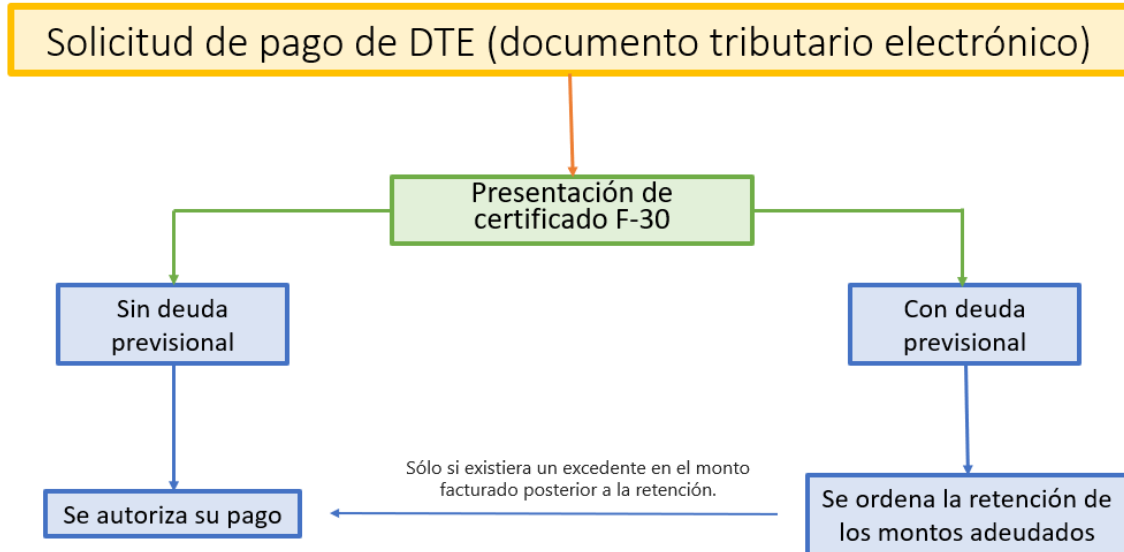 Solicitud de pago de DTE (documento tributario electrónico)
Presentación de
certificado F-30
Sin deuda
previsional
Con deuda
previsional
Sólo si existiera un excedente en el monto
facturado posterior a la retención.
Se autoriza su pago
Se ordena la retención de
los montos adeudados